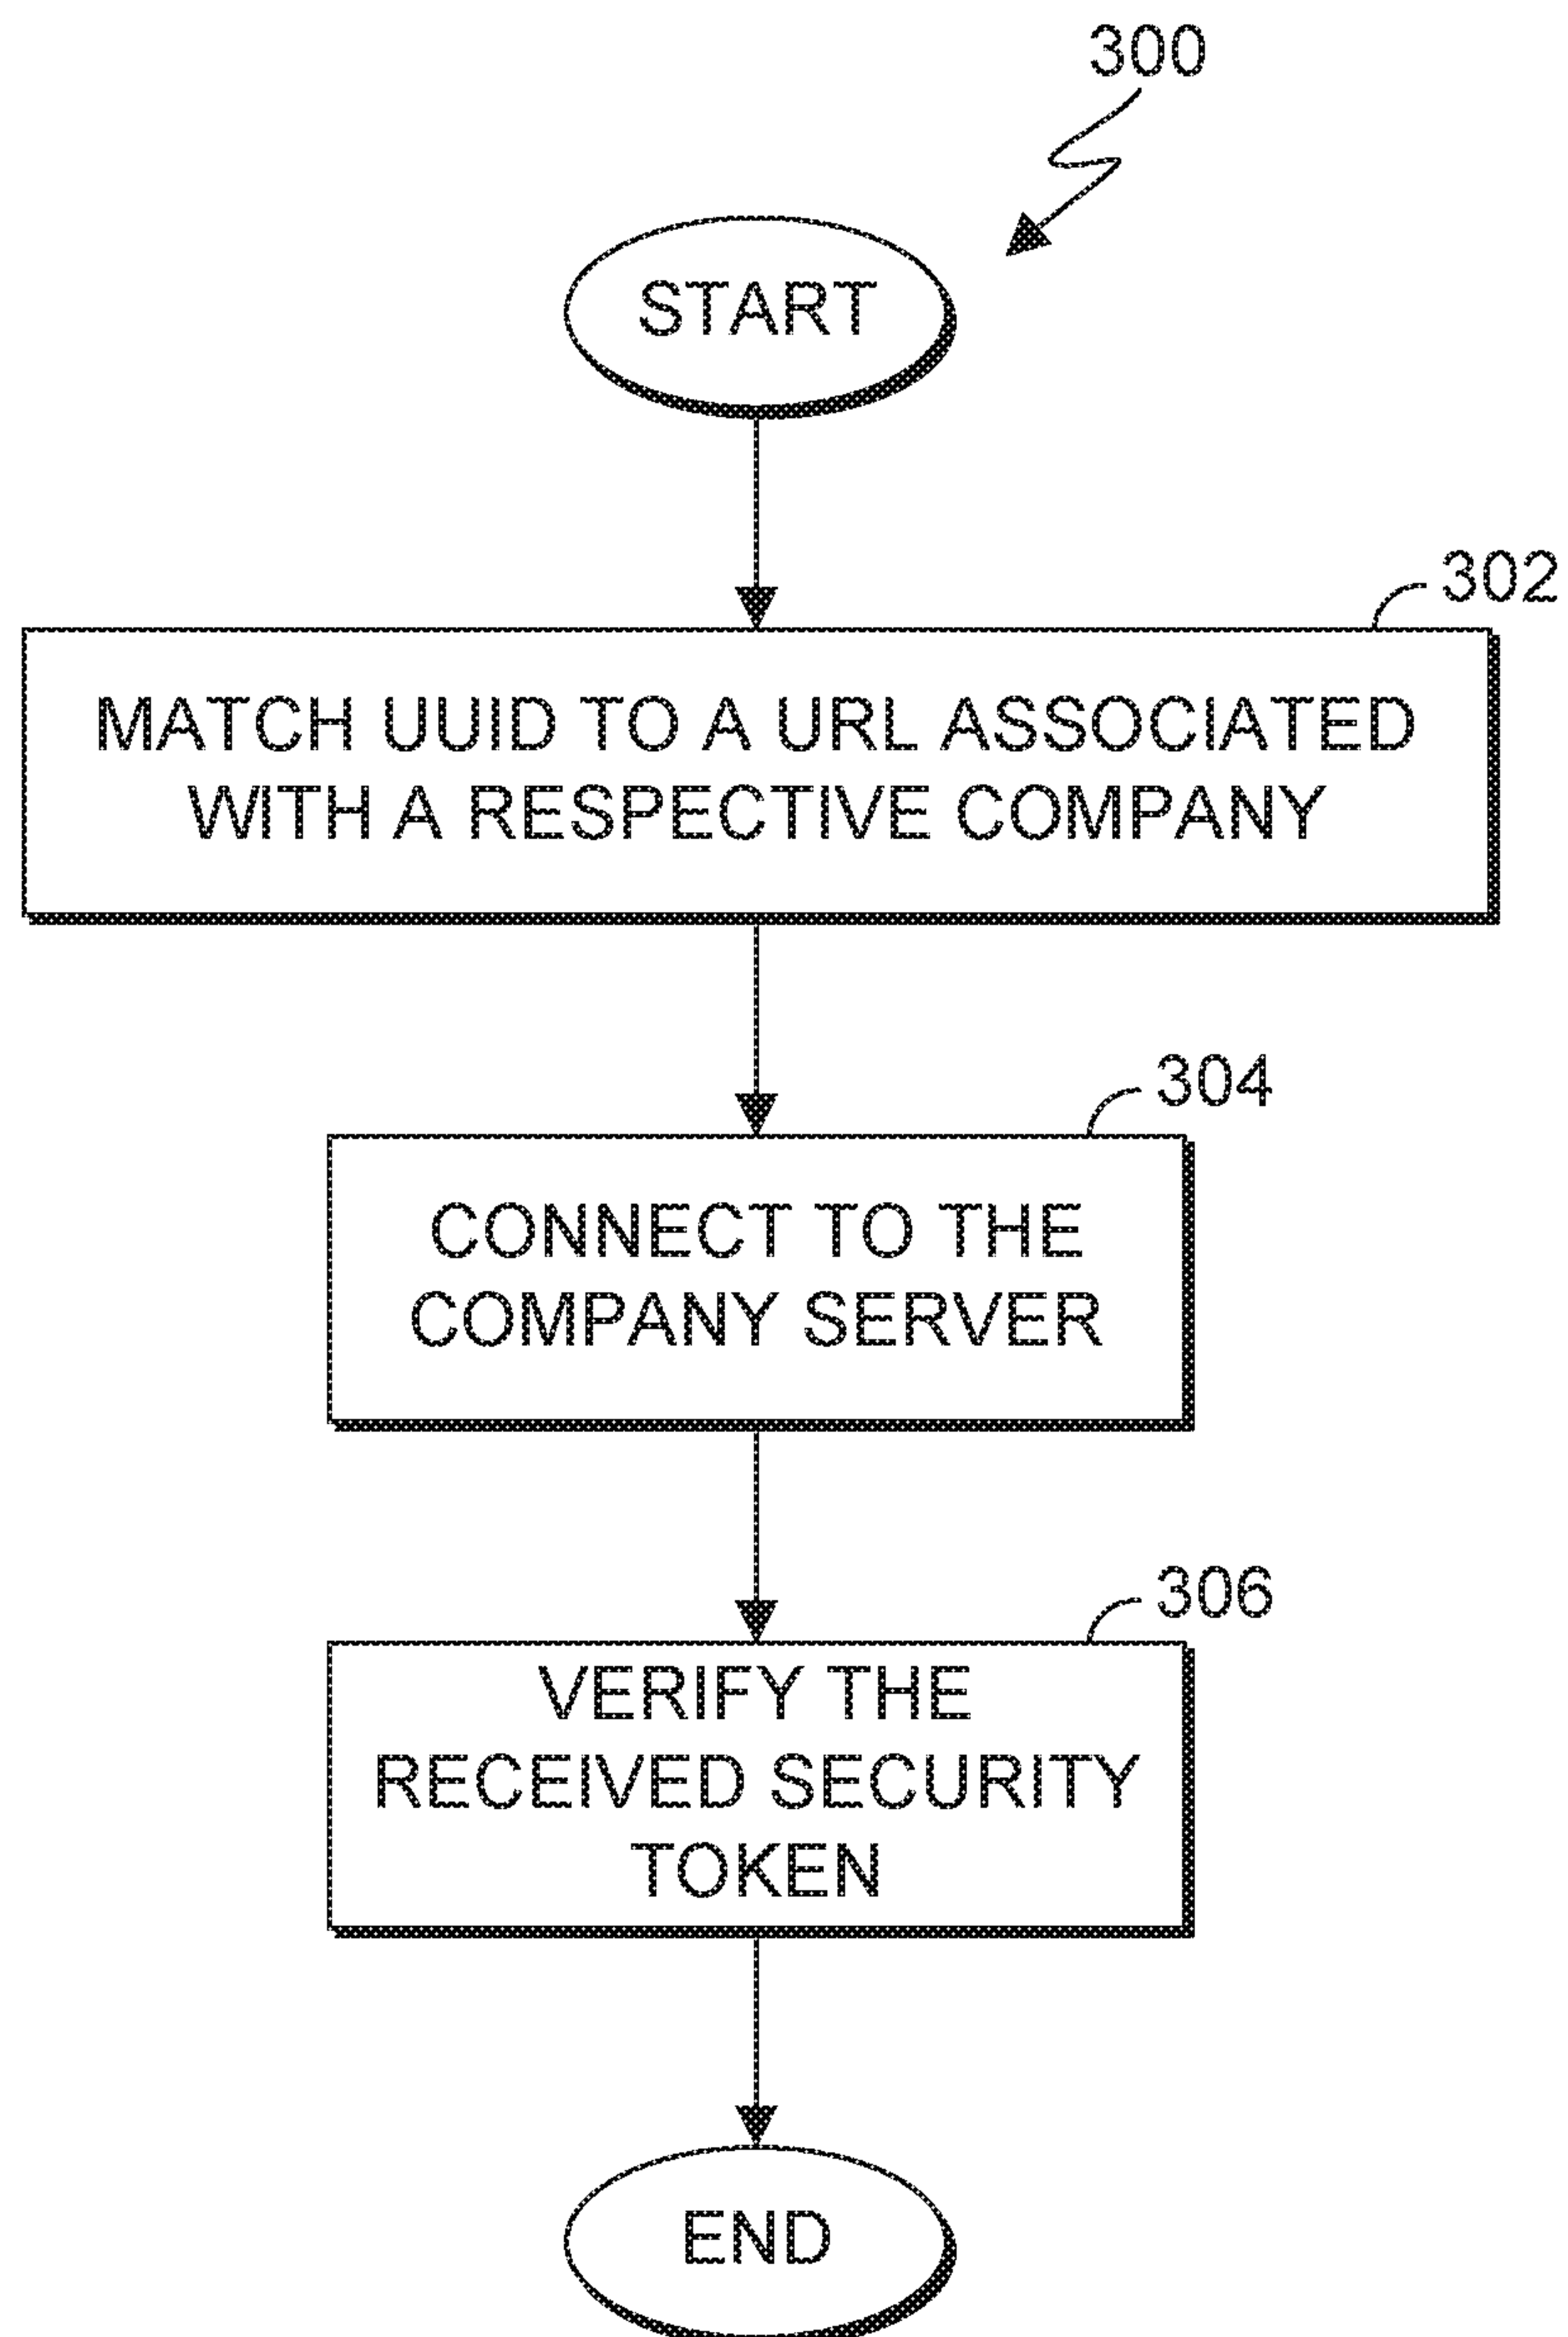 300
START
302
MATCH UUID TO A URL ASSOCIATED
WITH A RESPECTIVE COMPANY
304
CONNECT TO THE
COMPANY SERVER
306
VERIFY THE
RECEIVED SECURITY
TOKEN
END